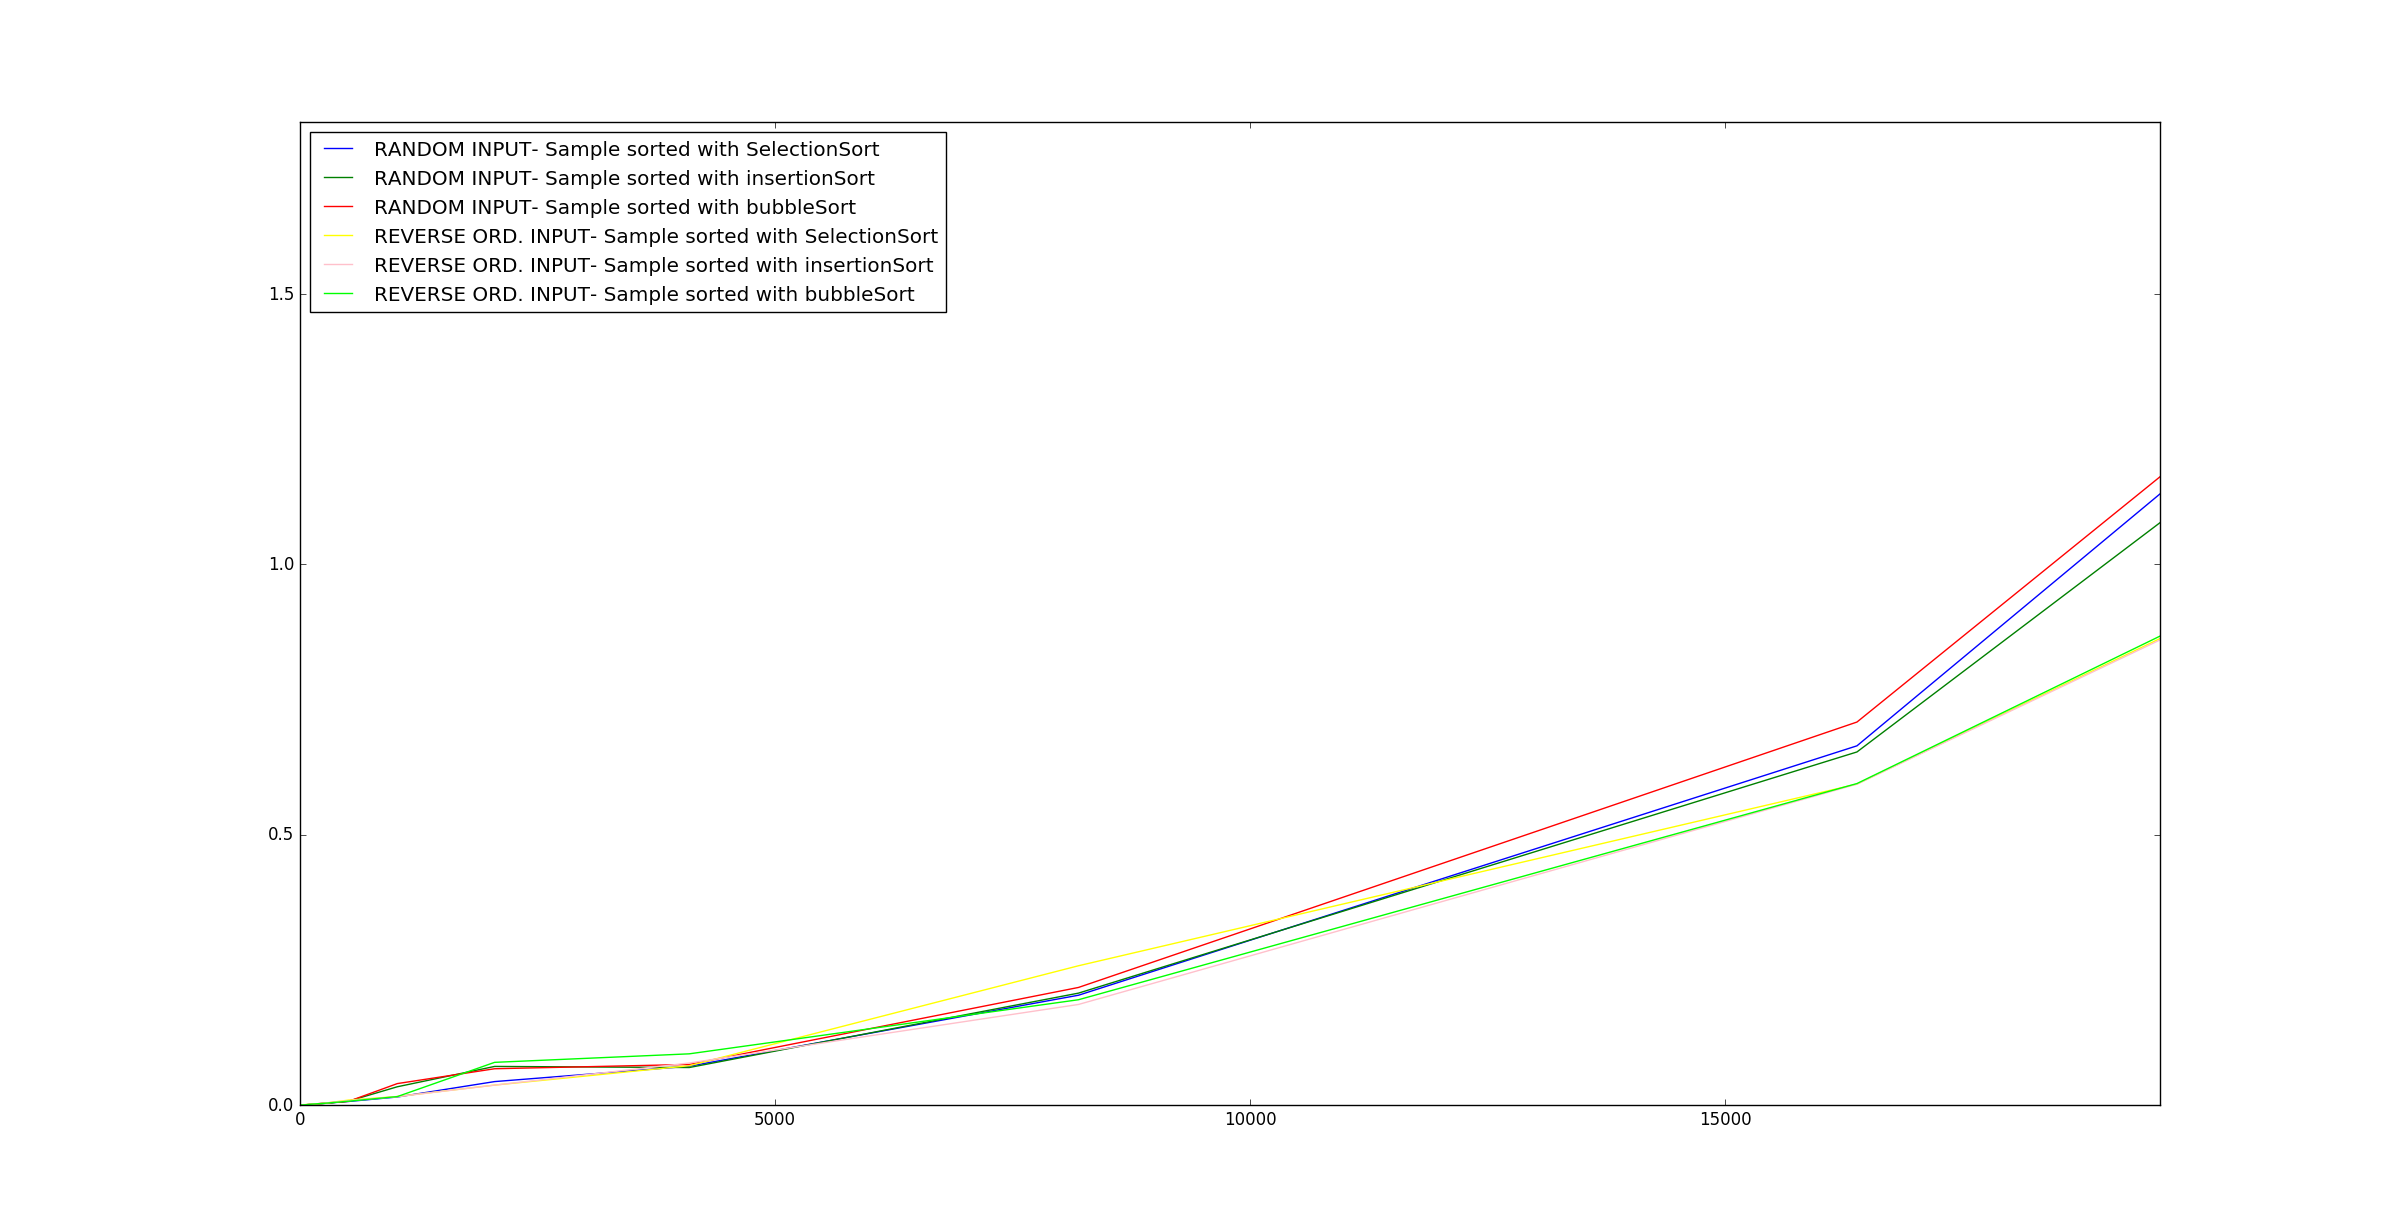 RANDOM INPUT- Sample sorted with SelectionSort
RANDOM INPUT- Sample sorted with insertionSort
RANDOM INPUT- Sample sorted with bubbleSort
REVERSE ORD. INPUT- Sample sorted with SelectionSort
REVERSE ORD. INPUT- Sample sorted with insertionSort
REVERSE ORD. INPUT- Sample sorted with bubbleSort
1.5
1.0
0.5
0.0
0 5000 10000 15000